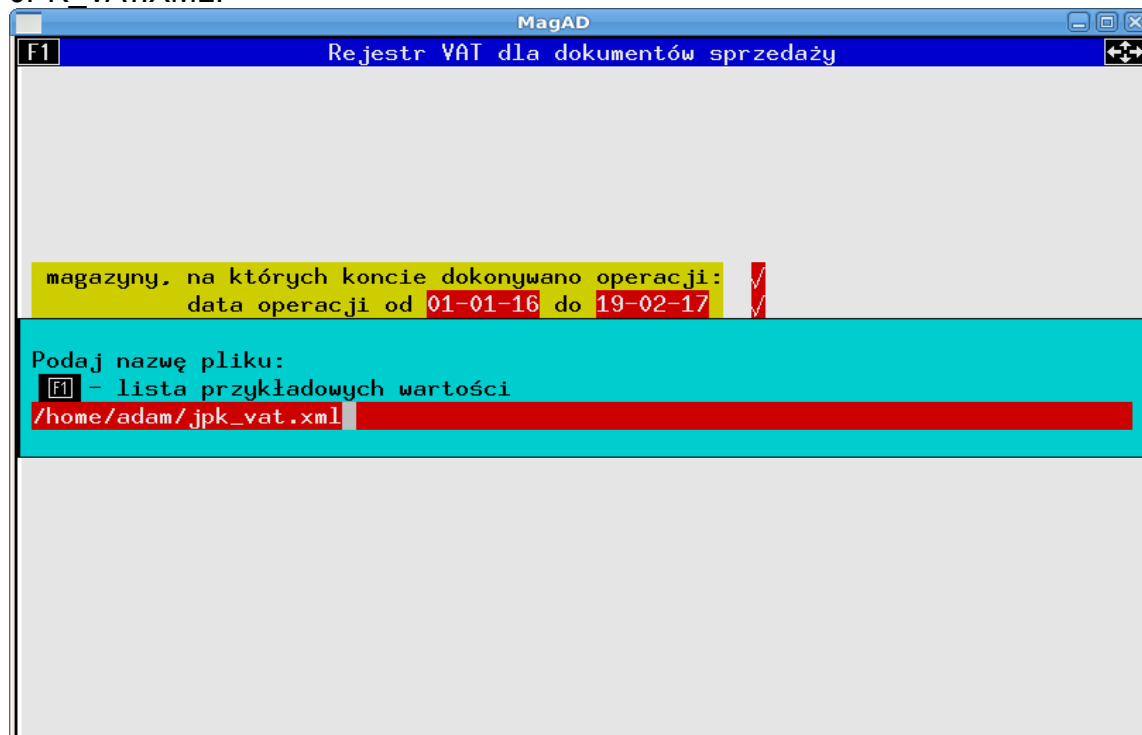 MagAD
F1 Rejestr VAT dla dokumentów sprzedaży
magazyny, na których koncie dokonywano operacji: √
data operacji od 01-01-16 do 19-02-17 √
Podaj nazwę pliku:
F1 - lista przykładowych wartości
/home/adam/jpk_vat.xml